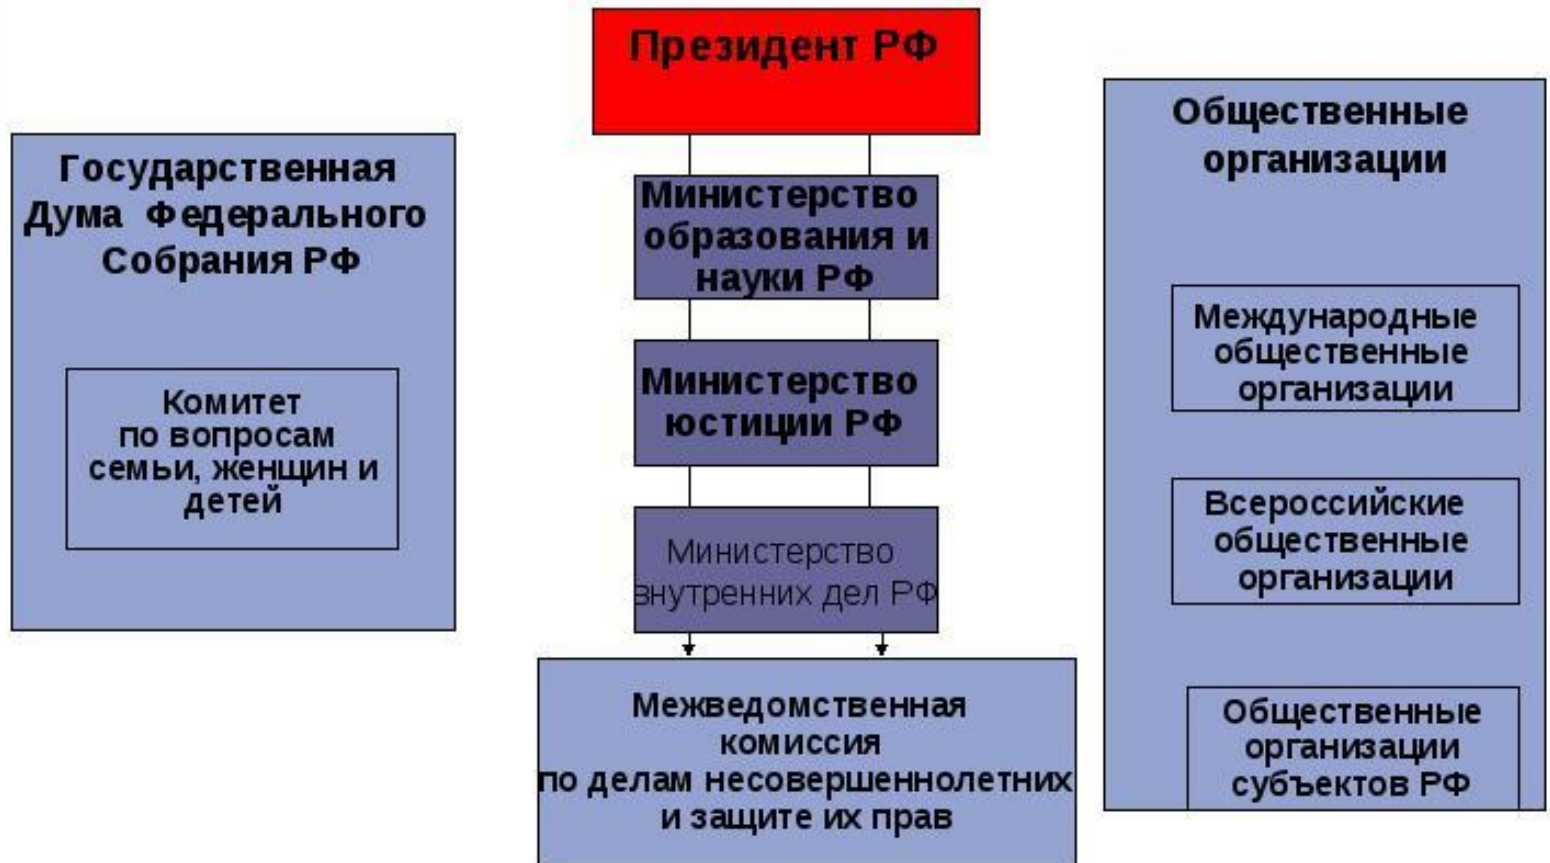 Президент РФ
Государственная
Дума Федерального
Собрания РФ
Комитет
по вопросам
семьи, женщин и
детей
Министерство
образования и
науки РФ
Министерство
юстиции РФ
Министерство
внутренних дел РФ
Межведомственная
комиссия
по делам несовершеннолетних
и защите их прав
Общественные
организации
Международные
общественные
организации
Всероссийские
общественные
организации
Общественные
организации
субъектов РФ